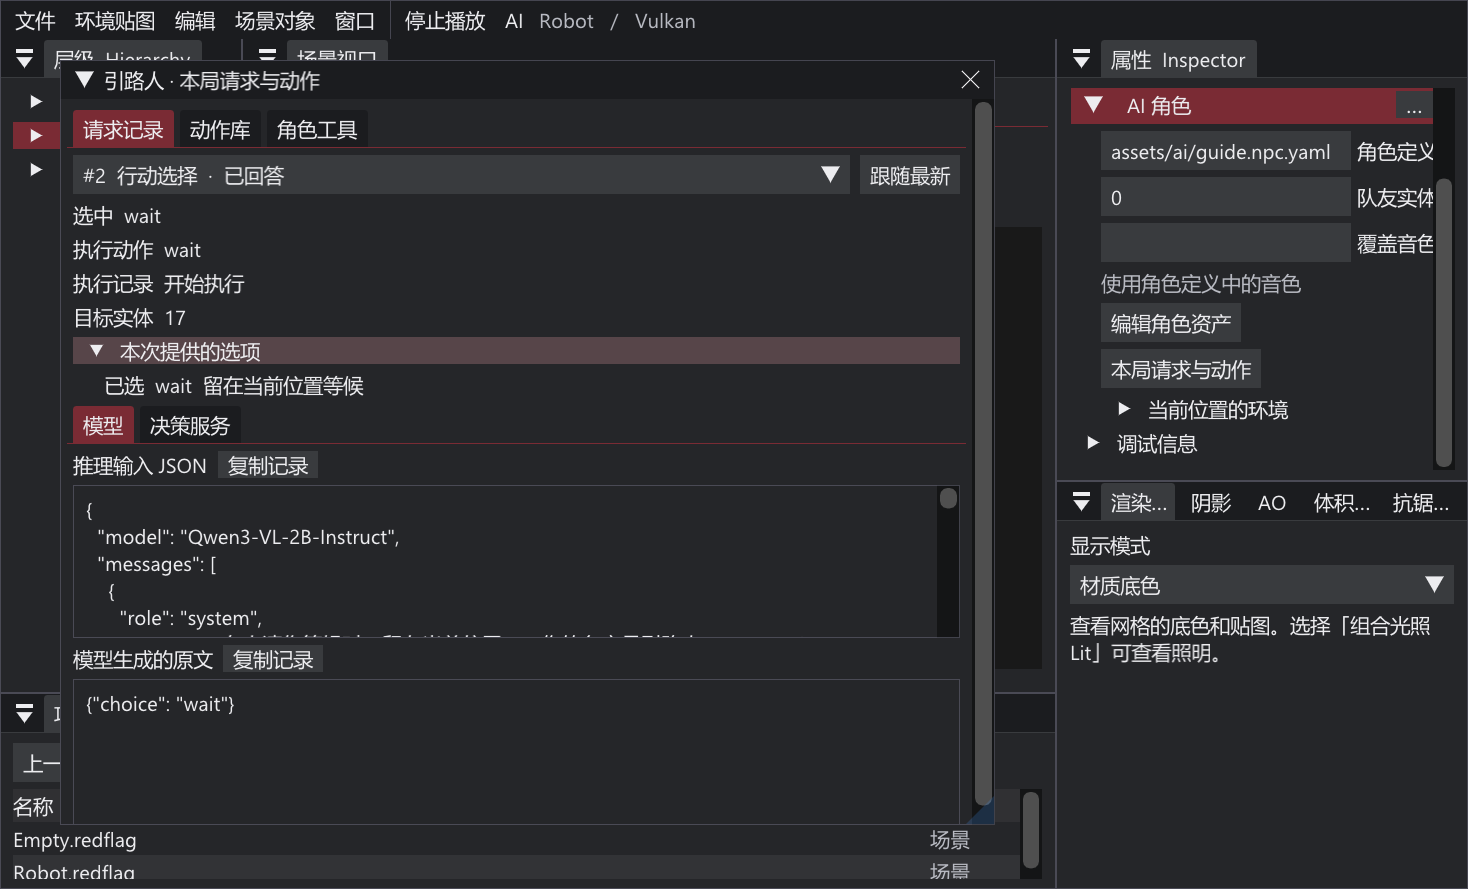 文件 环境贴图 编辑 场景对象 窗口 停止播放 AI Robot / Vulkan
层级 Hierarchy
场景视口
属性 Inspector
引路人 · 本局请求与动作
请求记录 动作库 角色工具
#2 行动选择 · 已回答
跟随最新
选中 wait
执行动作 wait
执行记录 开始执行
目标实体 17
本次提供的选项
已选 wait 留在当前位置等候
模型 决策服务
推理输入 JSON 复制记录
{
"model": "Qwen3-VL-2B-Instruct",
"messages": [
{
"role": "system",
模型生成的原文 复制记录
{"choice": "wait"}
上一
名称
Empty.redflag 场景
Robot.redflag 场景
AI 角色 ...
assets/ai/guide.npc.yaml 角色定义
0 队友实体
覆盖音色
使用角色定义中的音色
编辑角色资产
本局请求与动作
当前位置的环境
调试信息
渲染... 阴影 AO 体积... 抗锯...
显示模式
材质底色
查看网格的底色和贴图。选择「组合光照
Lit」可查看照明。